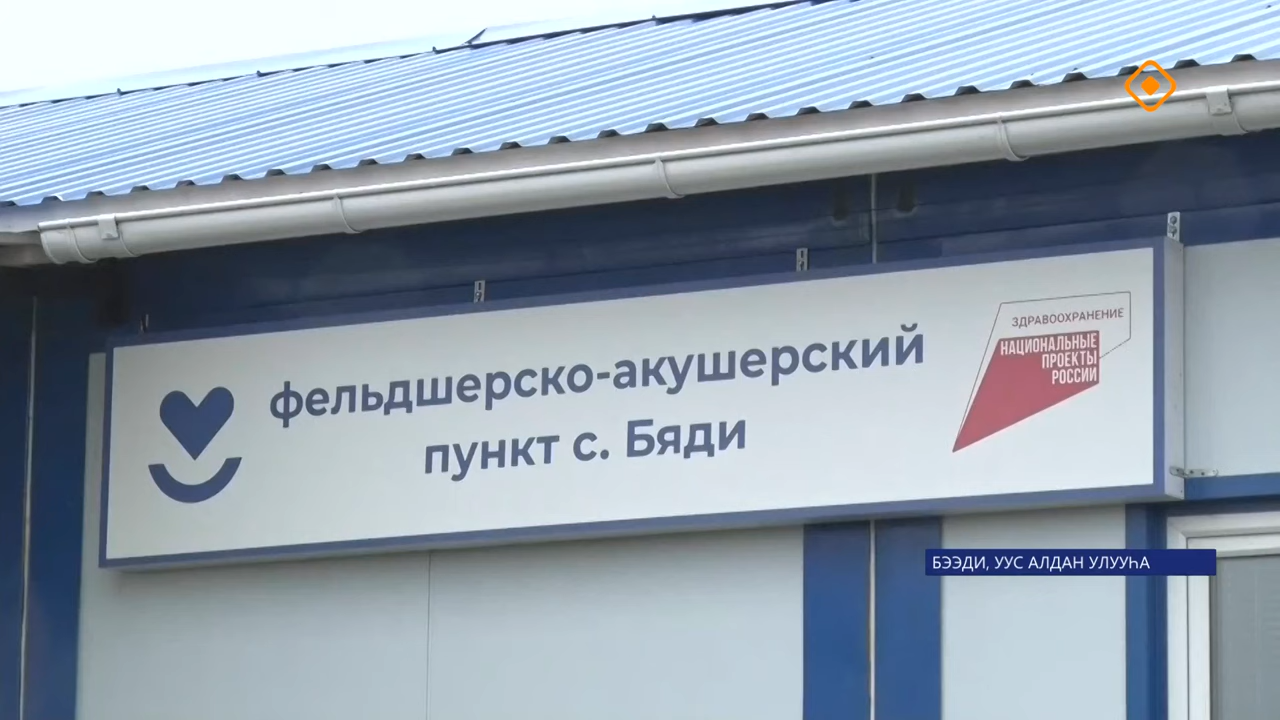 фельдшерско-акушерский
пункт с. Бяди
ЗДРАВООХРАНЕНИЕ
НАЦИОНАЛЬНЫЕ
ПРОЕКТЫ
РОССИИ
БЭЭДИ, УУС АЛДАН УЛУУҺА